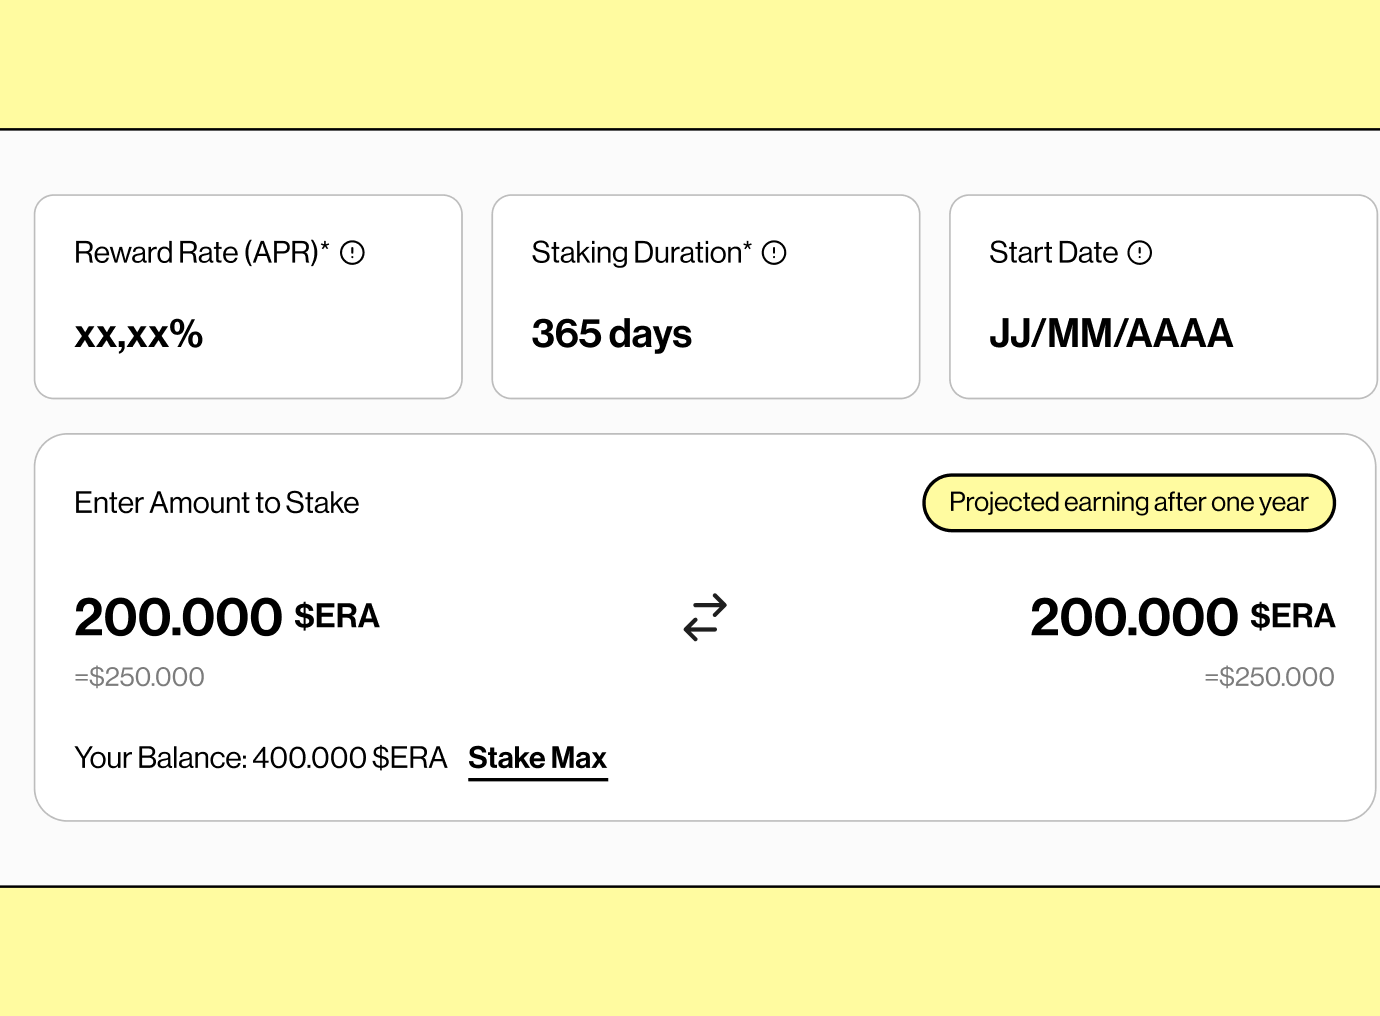 Reward Rate (APR)*
xx,xx%
Staking Duration*
365 days
Start Date
JJ/MM/AAAA
Enter Amount to Stake
Projected earning after one year
200.000 $ERA
=$250.000
200.000 $ERA
=$250.000
Your Balance: 400.000 $ERA Stake Max